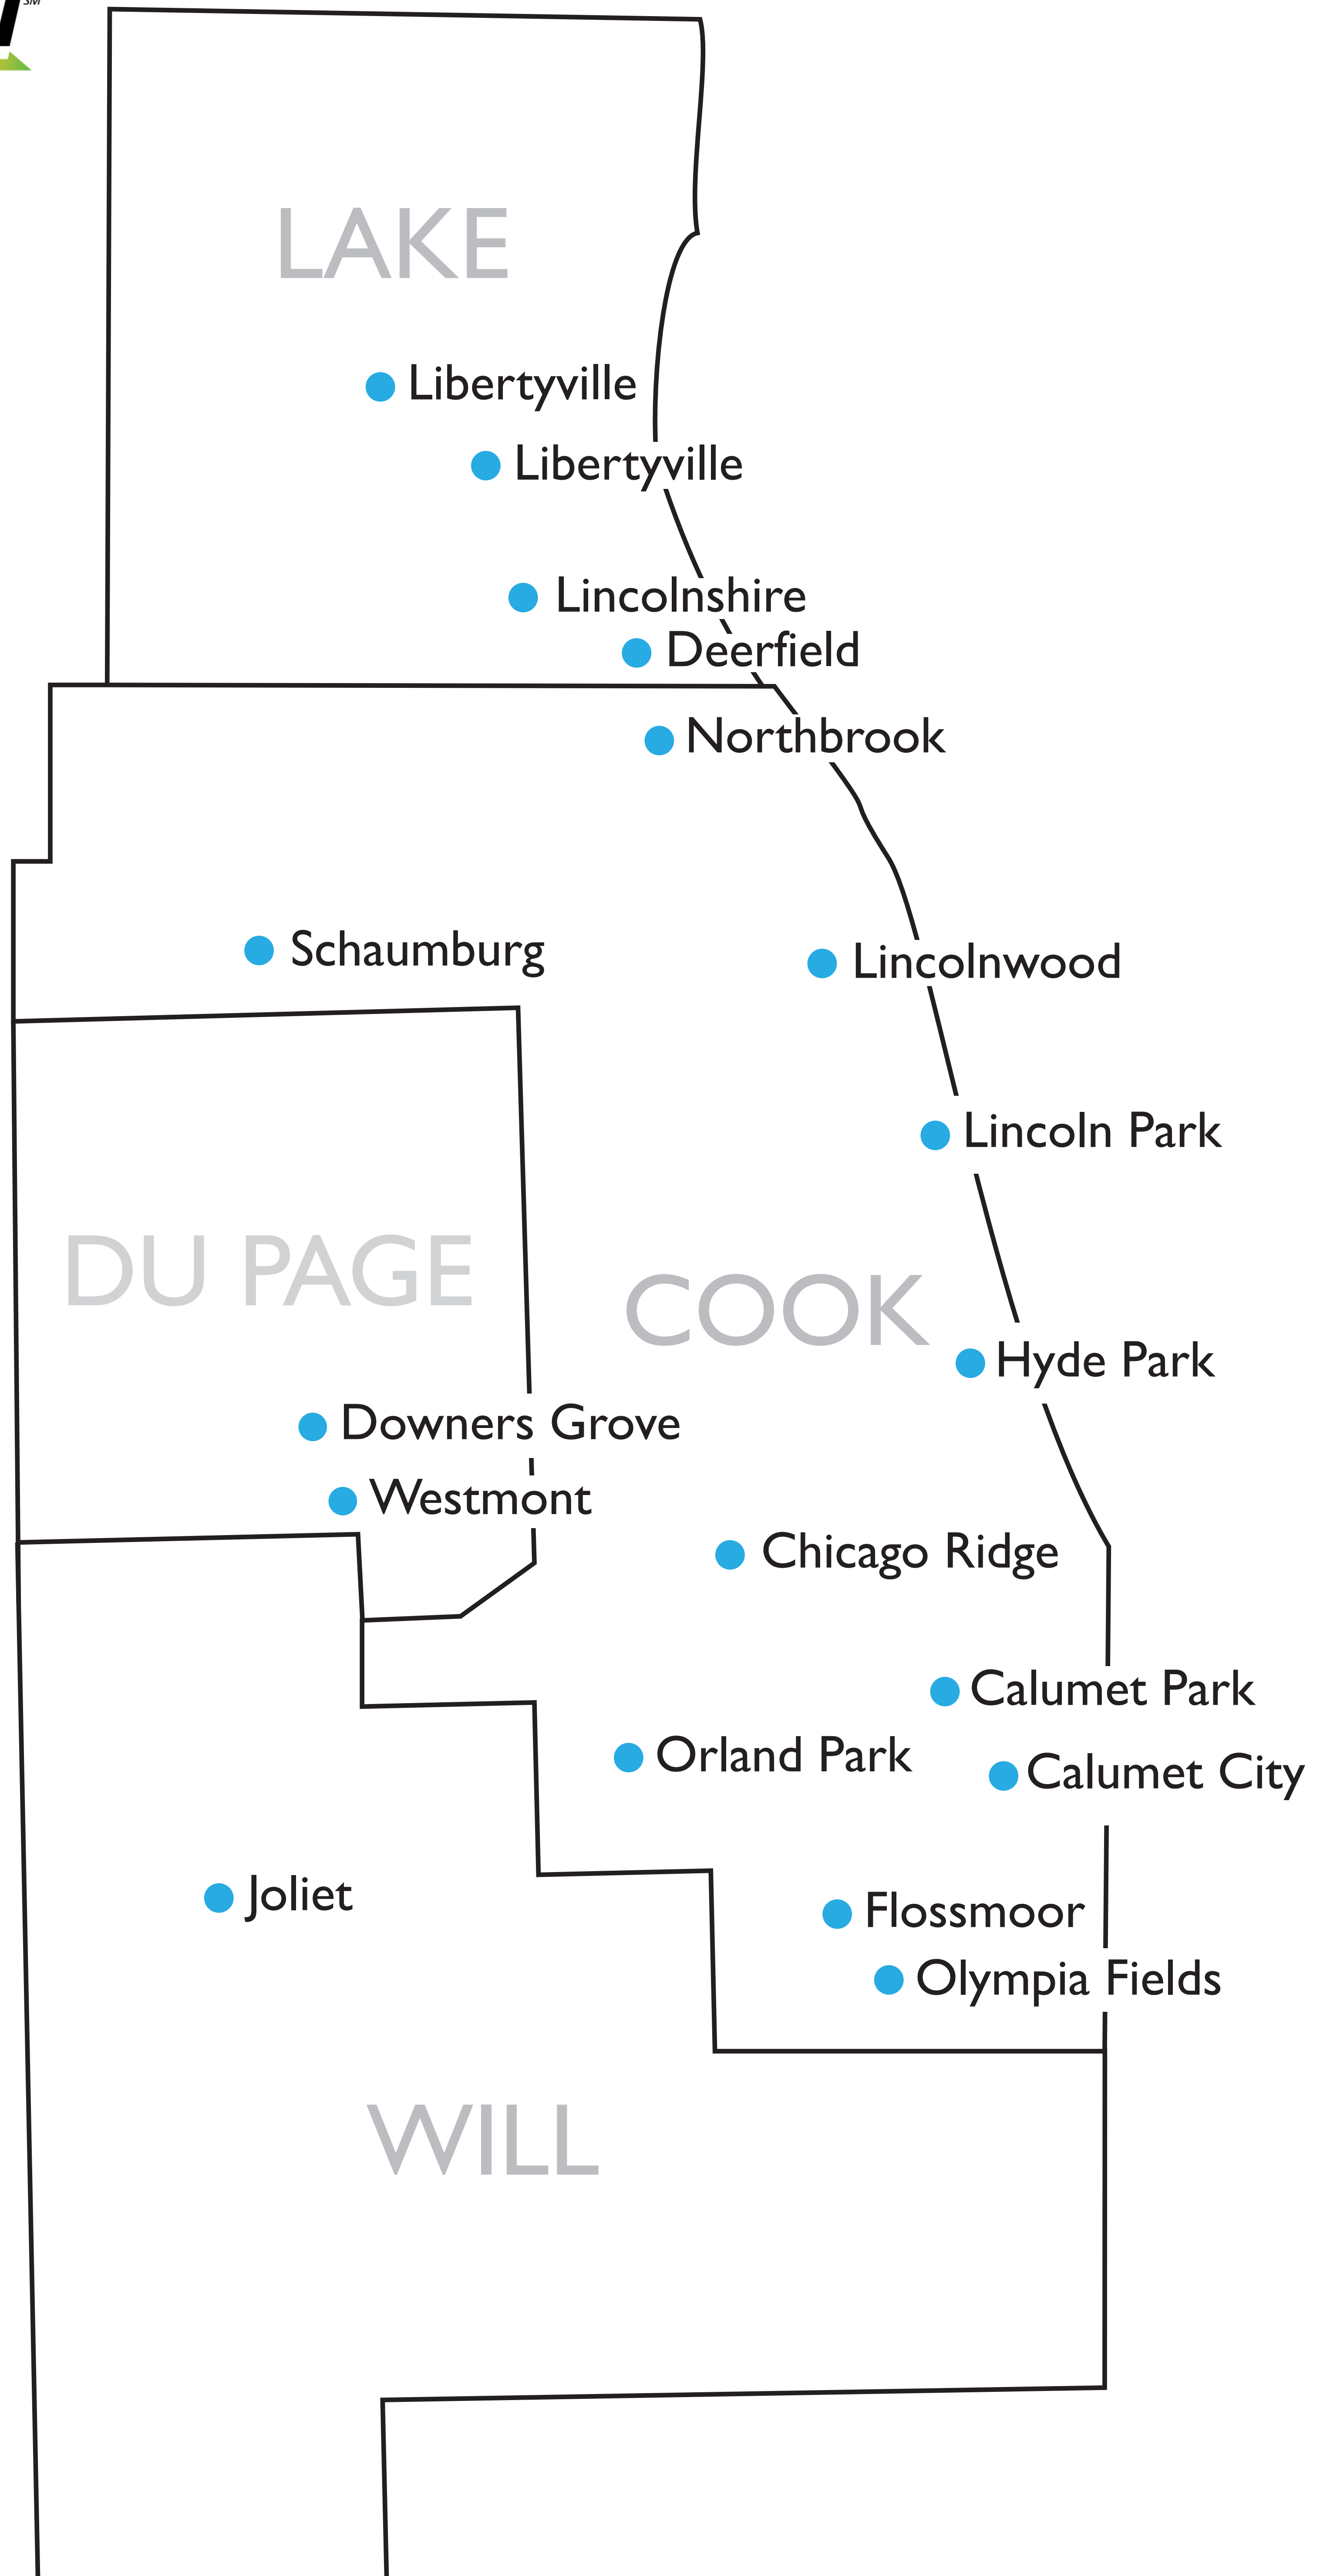 SM
LAKE
Libertyville
Libertyville
Lincolnshire
Deerfield
Northbrook
Schaumburg
Lincolnwood
Lincoln Park
DU PAGE
COOK
Hyde Park
Downers Grove
Westmont
Chicago Ridge
Calumet Park
Orland Park
Calumet City
Joliet
Flossmoor
Olympia Fields
WILL